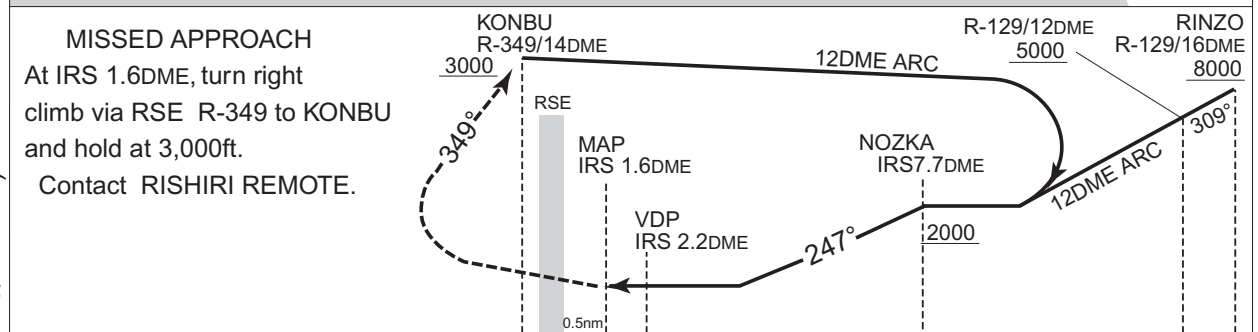 MISSED APPROACH
At IRS 1.6DME, turn right
climb via RSE R-349 to KONBU
and hold at 3,000ft.
Contact RISHIRI REMOTE.
KONBU
R-349/14DME
3000
349°
RSE
MAP
IRS 1.6DME
VDP
IRS 2.2DME
0.5nm
12DME ARC
247°
NOZKA
IRS7.7DME
2000
R-129/12DME
5000
12DME ARC
309°
RINZO
R-129/16DME
8000